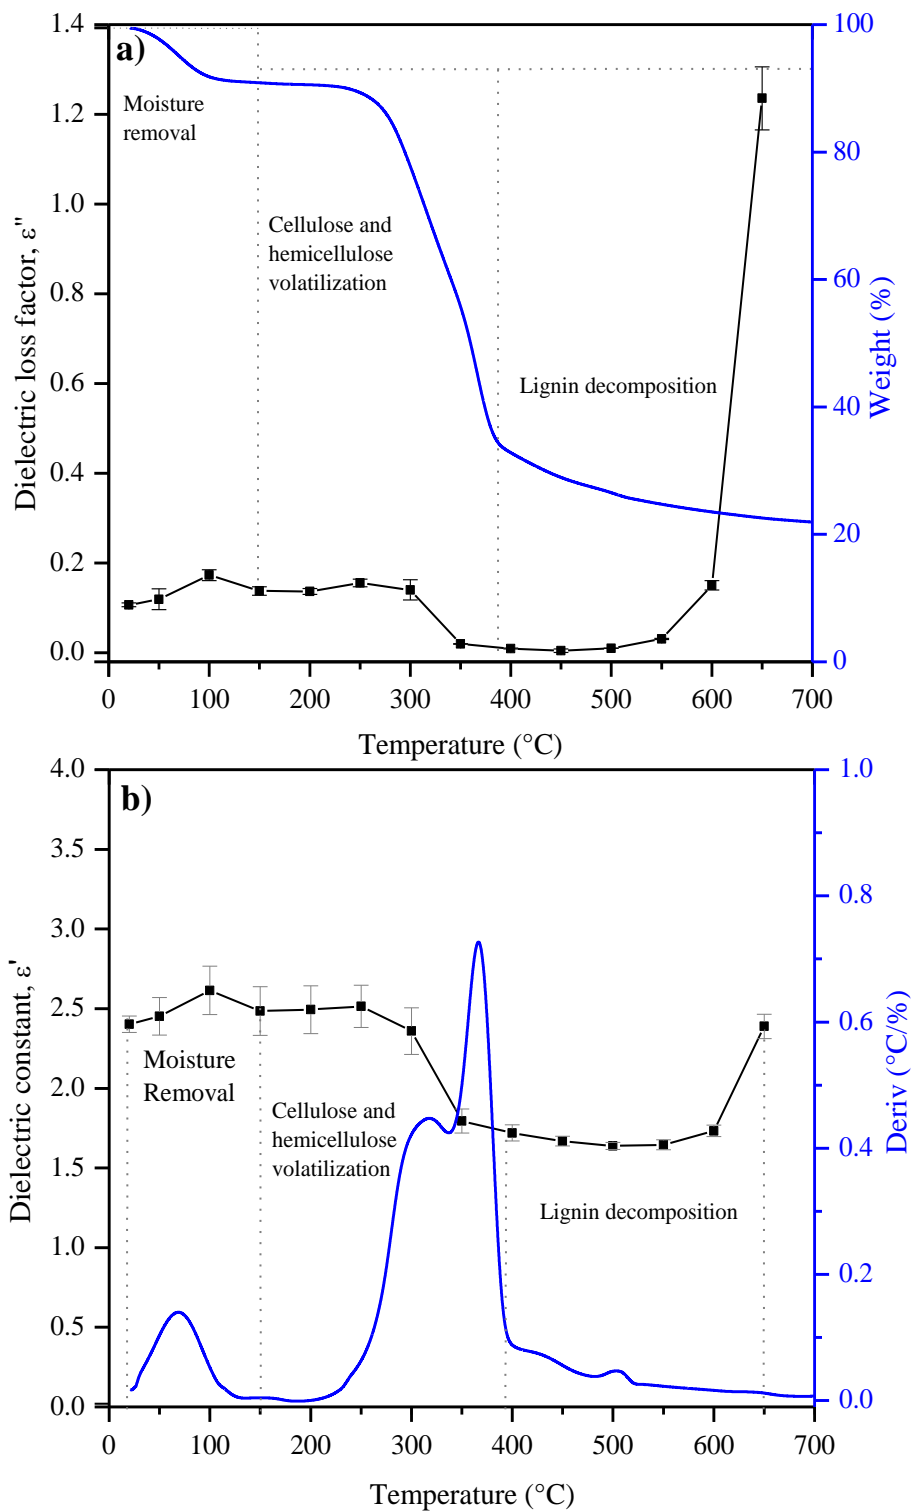 a)
Moisture
removal
Cellulose and
hemicellulose
volatilization
Lignin decomposition
Dielectric loss factor, ε"
1.4
1.2
1.0
0.8
0.6
0.4
0.2
0.0
Weight (%)
100
80
60
40
20
0
0 100 200 300 400 500 600 700
Temperature (°C)
b)
Moisture
Removal
Cellulose and
hemicellulose
volatilization
Lignin decomposition
Dielectric constant, ε'
4.0
3.5
3.0
2.5
2.0
1.5
1.0
0.5
0.0
Deriv (°C/%)
1.0
0.8
0.6
0.4
0.2
0.0
0 100 200 300 400 500 600 700
Temperature (°C)